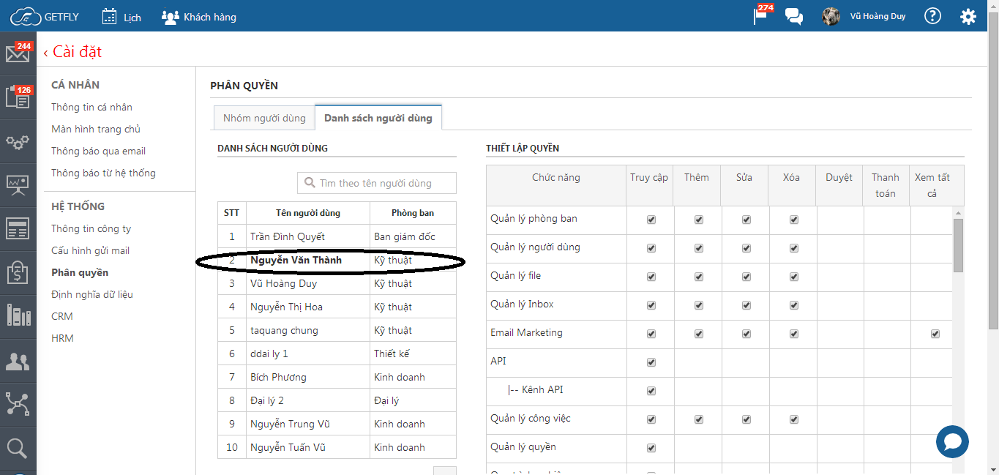 GETFLY
Lịch
Khách hàng
274
Vũ Hoàng Duy
?
244
126
‹ Cài đặt
CÁ NHÂN
Thông tin cá nhân
Màn hình trang chủ
Thông báo qua email
Thông báo từ hệ thống
HỆ THỐNG
Thông tin công ty
Cấu hình gửi mail
Phân quyền
Định nghĩa dữ liệu
CRM
HRM
PHÂN QUYỀN
Nhóm người dùng
Danh sách người dùng
DANH SÁCH NGƯỜI DÙNG
Tìm theo tên người dùng
STT Tên người dùng Phòng ban
1 Trần Đình Quyết Ban giám đốc
2 Nguyễn Văn Thành Kỹ thuật
3 Vũ Hoàng Duy Kỹ thuật
4 Nguyễn Thị Hoa Kỹ thuật
5 taquang chung Kỹ thuật
6 ddai ly 1 Thiết kế
7 Bích Phương Kinh doanh
8 Đại lý 2 Đại lý
9 Nguyễn Trung Vũ Kinh doanh
10 Nguyễn Tuấn Vũ Kinh doanh
THIẾT LẬP QUYỀN
Chức năng Truy cập Thêm Sửa Xóa Duyệt Thanh toán Xem tất cả
Quản lý phòng ban
Quản lý người dùng
Quản lý file
Quản lý Inbox
Email Marketing
API
|-- Kênh API
Quản lý công việc
Quản lý quyền